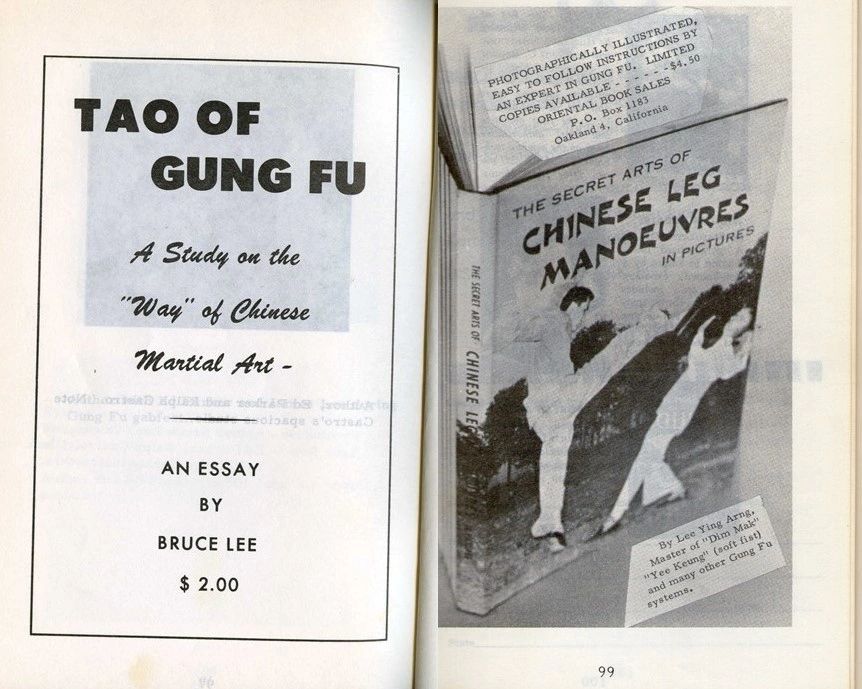 TAO OF
GUNG FU
A Study on the
"Way" of Chinese
Martial Art -
AN ESSAY
BY
BRUCE LEE
$ 2.00
PHOTOGRAPHICALLY ILLUSTRATED,
EASY TO FOLLOW INSTRUCTIONS BY
AN EXPERT IN GUNG FU. LIMITED
COPIES AVAILABLE - - - - - -$4.50
ORIENTAL BOOK SALES
P.O. Box 1183
Oakland 4, California
THE SECRET ARTS OF
CHINESE LEG
MANOEUVRES
IN PICTURES
THE SECRET ARTS OF CHINESE LEG
By Lee Ying Arng,
Master of "Dim Mak"
"Yee Keung" (soft fist)
and many other Gung Fu
systems.
99